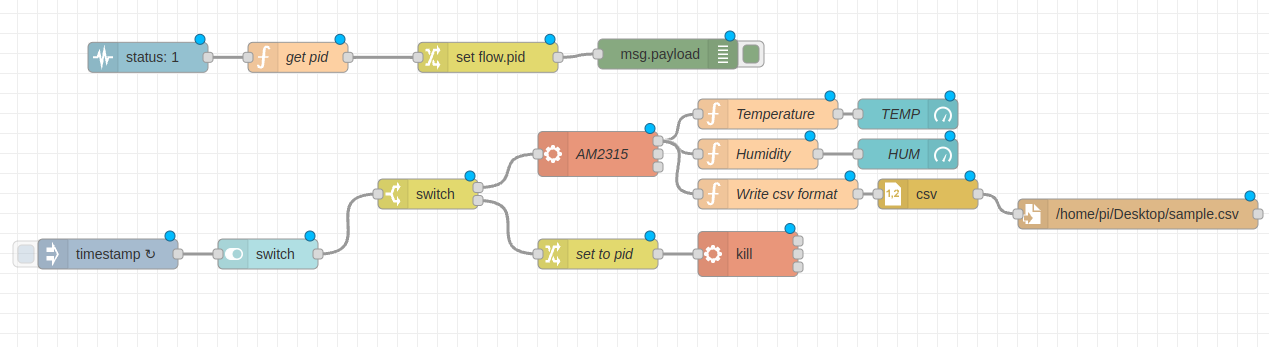 status: 1
get pid
set flow.pid
msg.payload
Temperature
TEMP
AM2315
Humidity
HUM
switch
Write csv format
1,2
csv
/home/pi/Desktop/sample.csv
timestamp ↻
switch
set to pid
kill